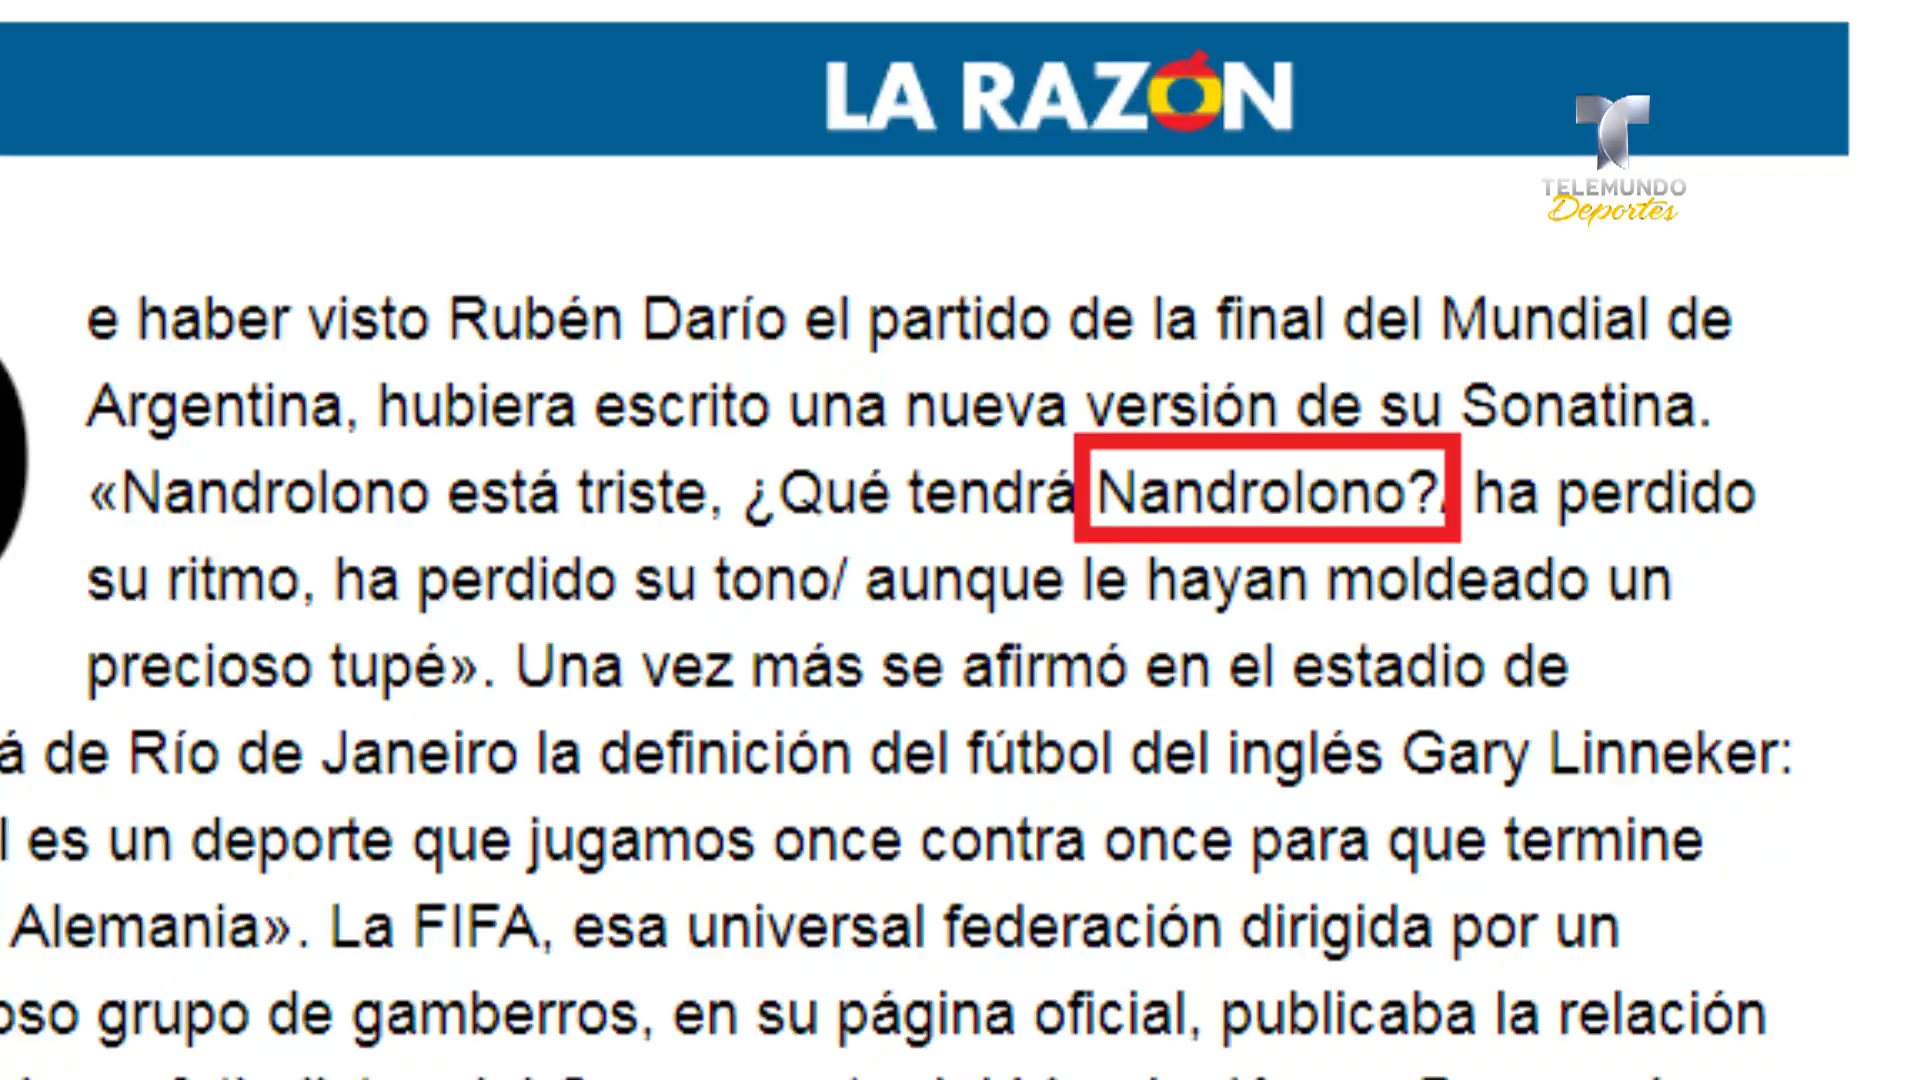 LA RAZÓN
TELEMUNDO
Deportes
e haber visto Rubén Darío el partido de la final del Mundial de
Argentina, hubiera escrito una nueva versión de su Sonatina.
«Nandrolono está triste, ¿Qué tendrá Nandrolono?/ ha perdido
su ritmo, ha perdido su tono/ aunque le hayan moldeado un
precioso tupé». Una vez más se afirmó en el estadio de
á de Río de Janeiro la definición del fútbol del inglés Gary Linneker:
l es un deporte que jugamos once contra once para que termine
Alemania». La FIFA, esa universal federación dirigida por un
oso grupo de gamberros, en su página oficial, publicaba la relación